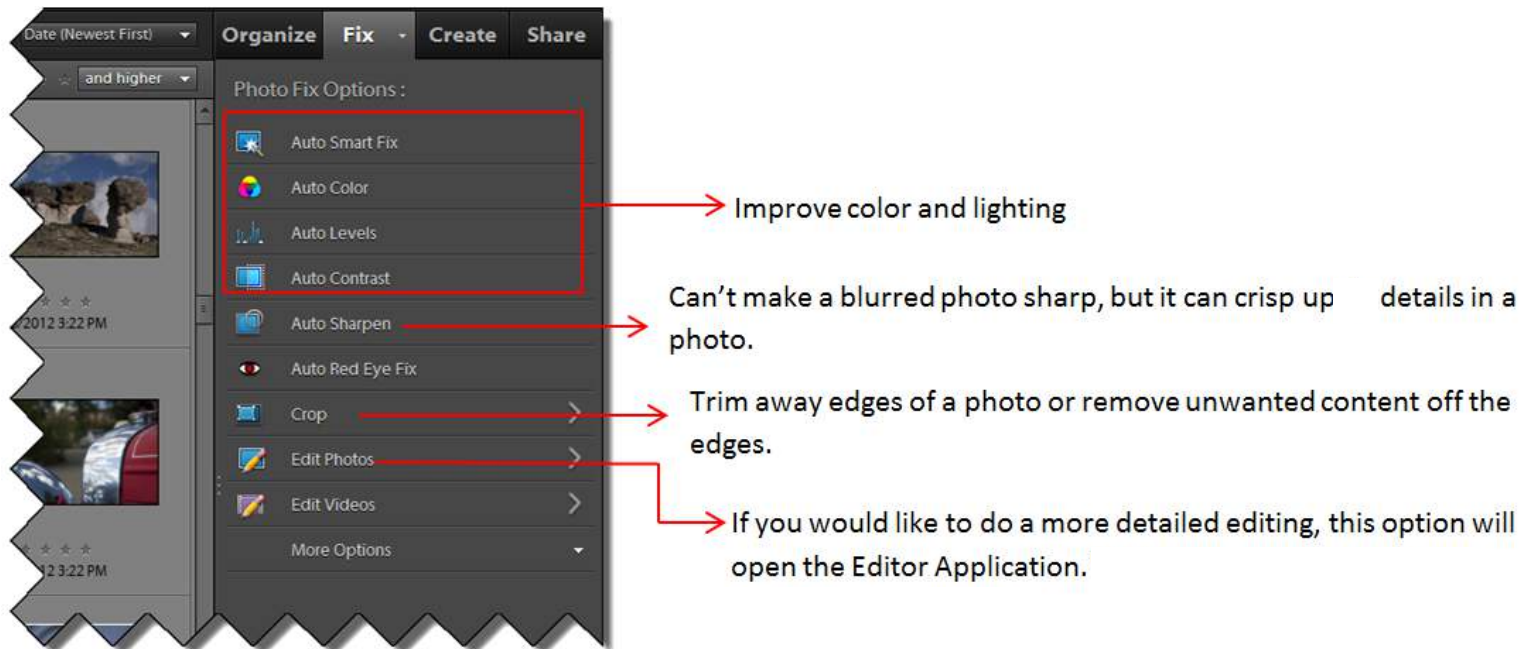 Date (Newest First)
Organize Fix Create Share
and higher
Photo Fix Options :
Auto Smart Fix
Auto Color
Auto Levels
Auto Contrast
Auto Sharpen
Auto Red Eye Fix
Crop
Edit Photos
Edit Videos
More Options
2012 3:22 PM
2 3:22 PM
Improve color and lighting
Can't make a blurred photo sharp, but it can crisp up details in a
photo.
Trim away edges of a photo or remove unwanted content off the
edges.
If you would like to do a more detailed editing, this option will
open the Editor Application.